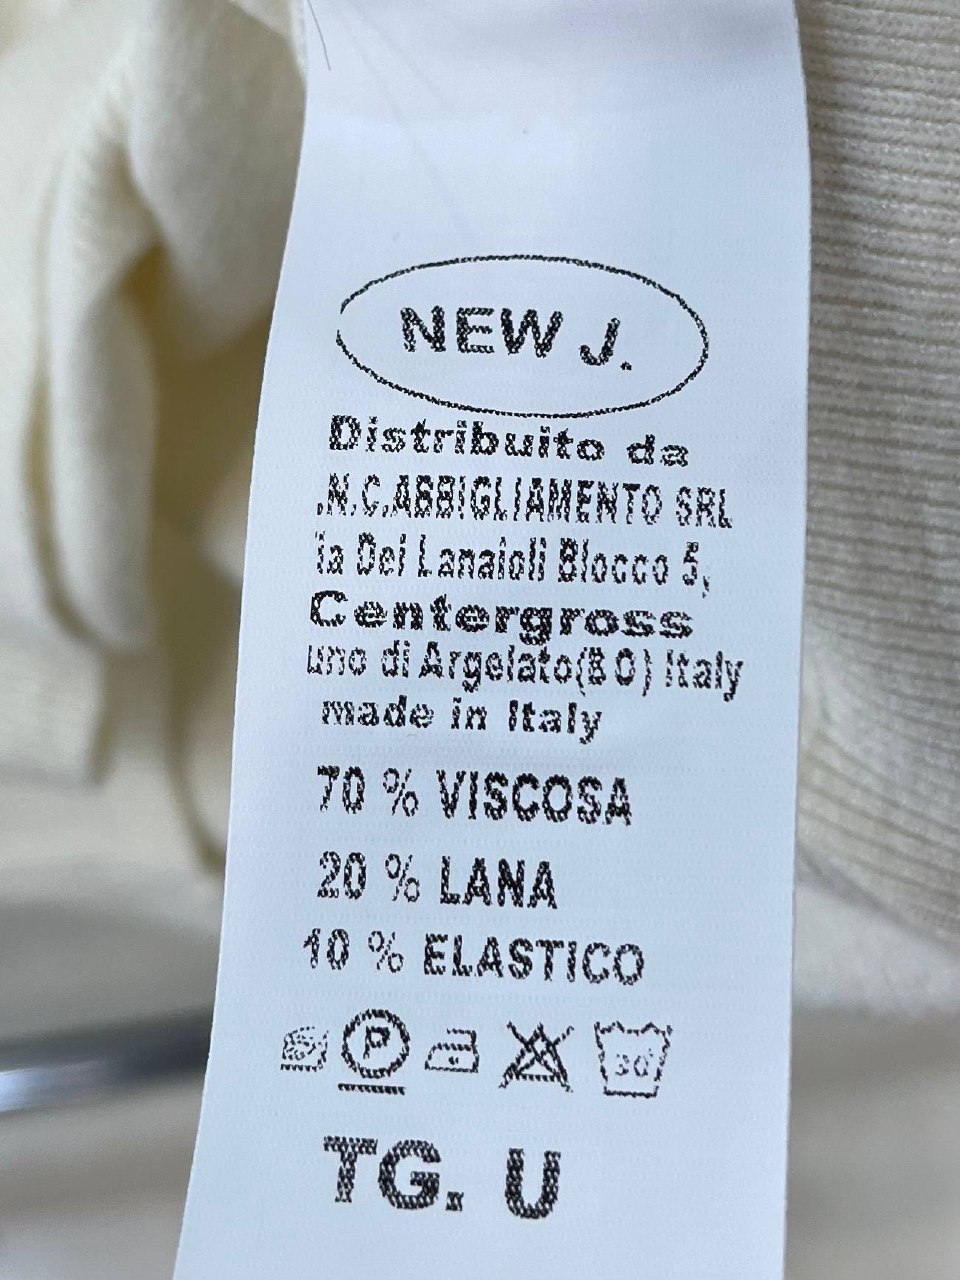 NEW J.
Distribuito da
.N.C.ABBIGLIAMENTO SRL
ia Dei Lanaioli Blocco 5,
Centergross
uno di Argelato(BO) Italy
made in Italy
70 % VISCOSA
20 % LANA
10 % ELASTICO
P 30°
TG. U